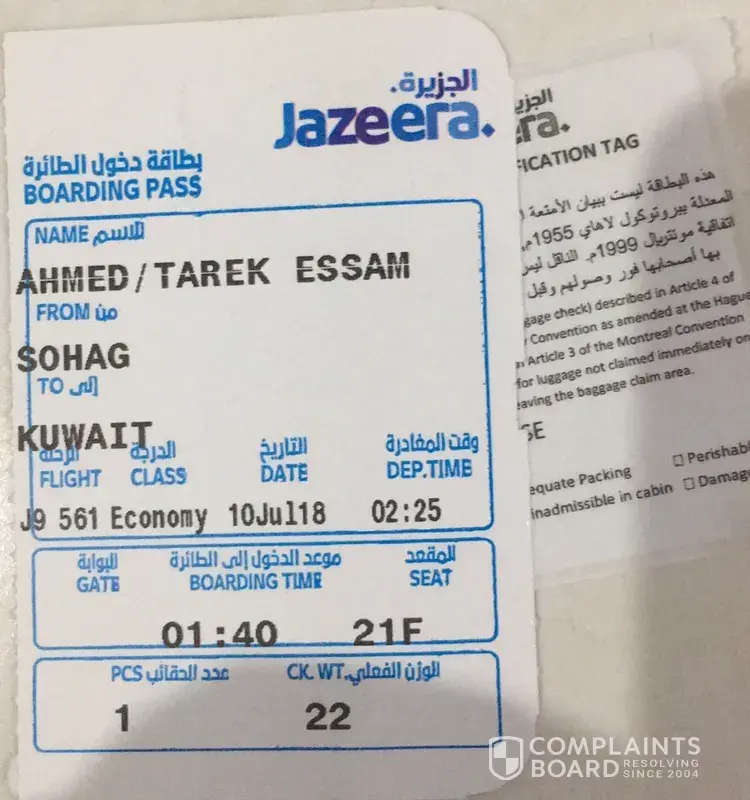 الجزيرة.
Jazeera.
بطاقة دخول الطائرة
BOARDING PASS
NAME الاسم
AHMED/TAREK ESSAM
FROM من
SOHAG
TO إلى
KUWAIT
الرحلة الدرجة التاريخ وقت المغادرة
FLIGHT CLASS DATE DEP.TIME
J9 561 Economy 10Jul18 02:25
البوابة موعد الدخول إلى الطائرة المقعد
GATE BOARDING TIME SEAT
01:40 21F
PCS عدد الحقائب CK. WT. الوزن الفعلي
1 22
الجزيرة
ra.
FICATION TAG
هذه البطاقة ليست ببيان الأمتعة
المعدلة ببروتوكول لاهاي 1955م
اتفاقية مونتريال 1999م. الناقل ليس
بها أصحابها فور وصولهم وقبل
gage check) described in Article 4 of
Convention as amended at the Hague
Article 3 of the Montreal Convention
for luggage not claimed immediately on
eaving the baggage claim area.
SE
equate Packing Perishabl
inadmissible in cabin Damag
COMPLAINTS
BOARD RESOLVING
SINCE 2004